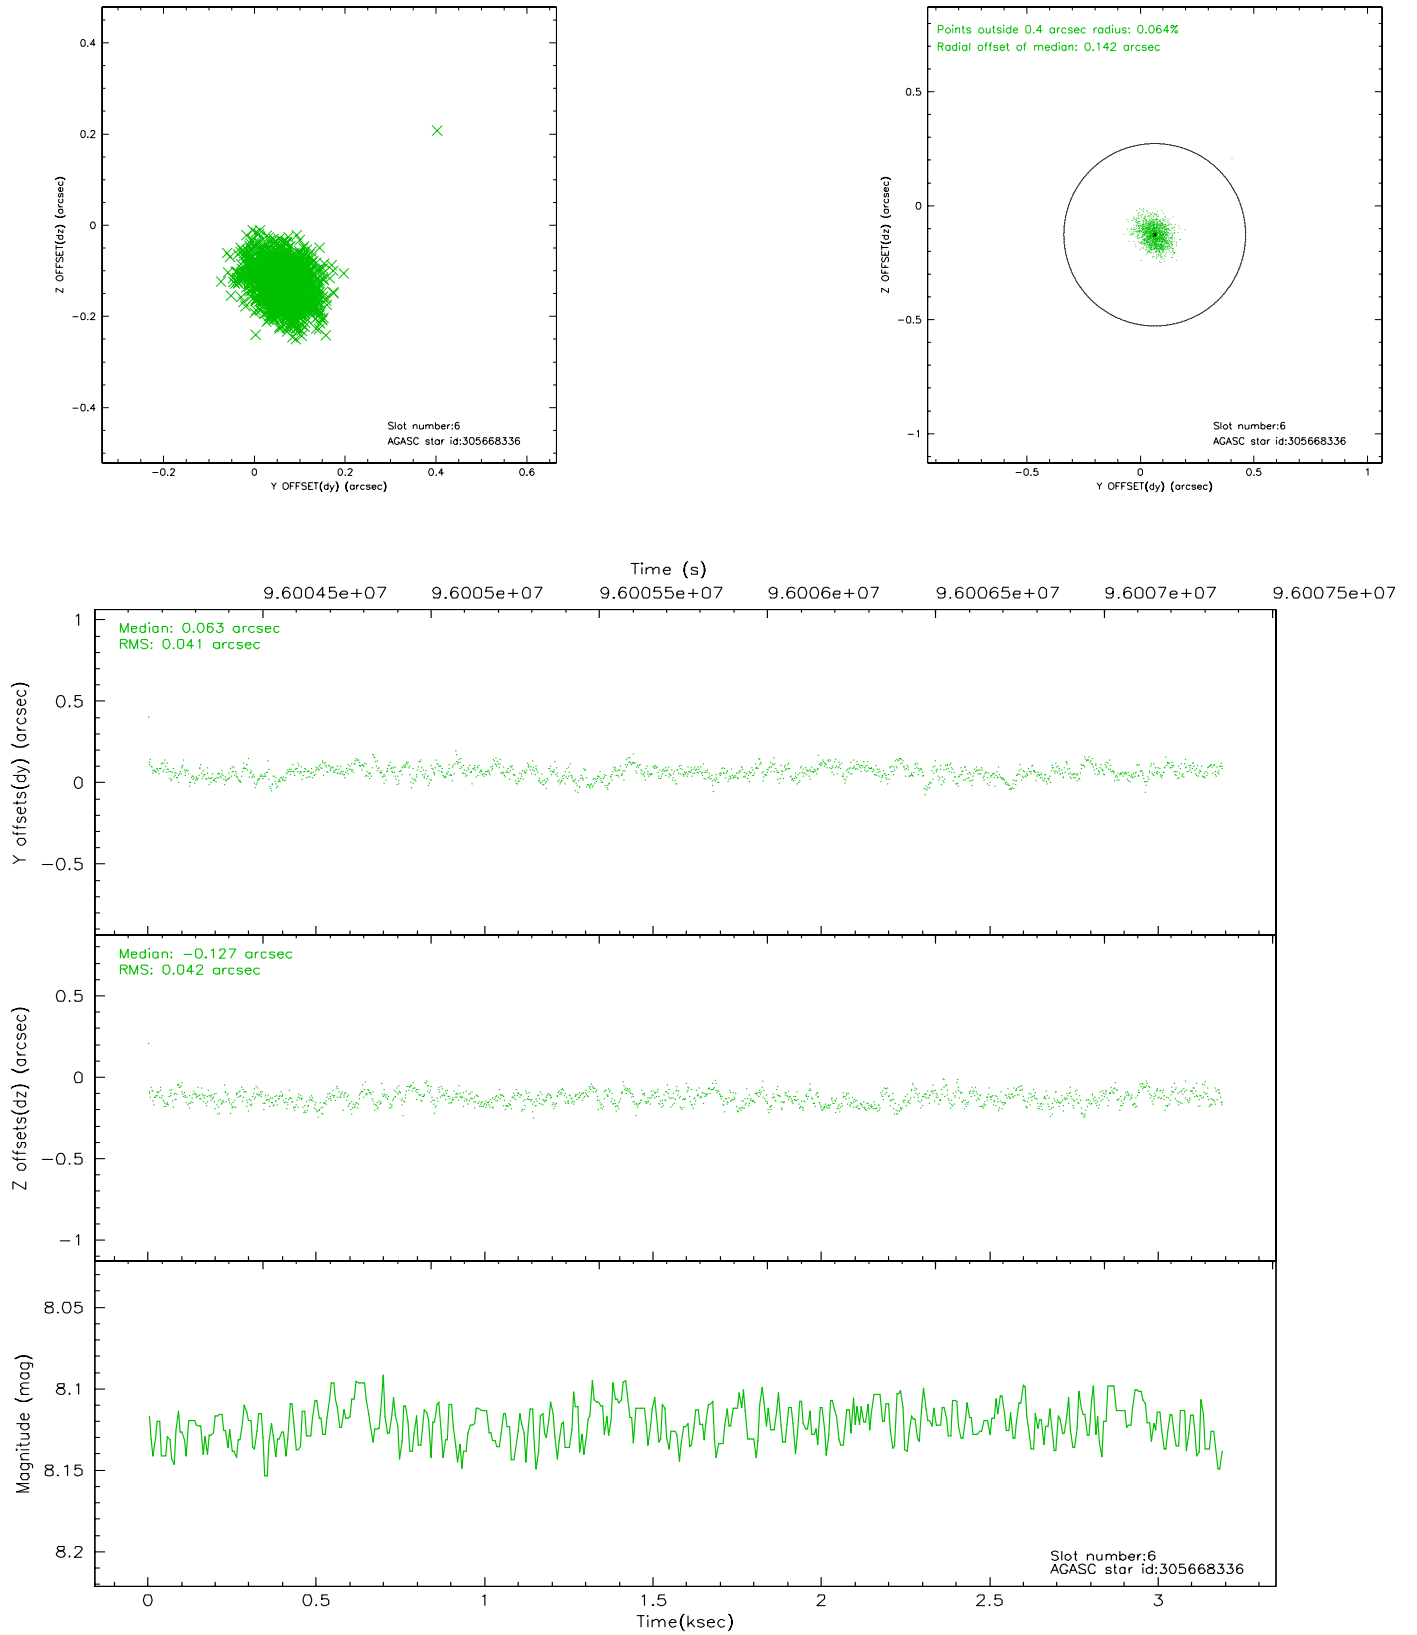 0.4
0.2
0
−0.2
−0.4
Z OFFSET(dz) (arcsec)
Slot number:6
AGASC star id:305668336
−0.2
0
0.2
0.4
0.6
Y OFFSET(dy) (arcsec)
Points outside 0.4 arcsec radius: 0.064%
Radial offset of median: 0.142 arcsec
0.5
0
−0.5
−1
Z OFFSET(dz) (arcsec)
Slot number:6
AGASC star id:305668336
−0.5
0
0.5
1
Y OFFSET(dy) (arcsec)
Time (s)
9.60045e+07
9.6005e+07
9.60055e+07
9.6006e+07
9.60065e+07
9.6007e+07
9.60075e+07
Median: 0.063 arcsec
RMS: 0.041 arcsec
1
0.5
0
−0.5
Y offsets(dy) (arcsec)
Median: −0.127 arcsec
RMS: 0.042 arcsec
0.5
0
−0.5
−1
Z offsets(dz) (arcsec)
8.05
8.1
8.15
8.2
Magnitude (mag)
Slot number:6
AGASC star id:305668336
0
0.5
1
1.5
2
2.5
3
Time(ksec)